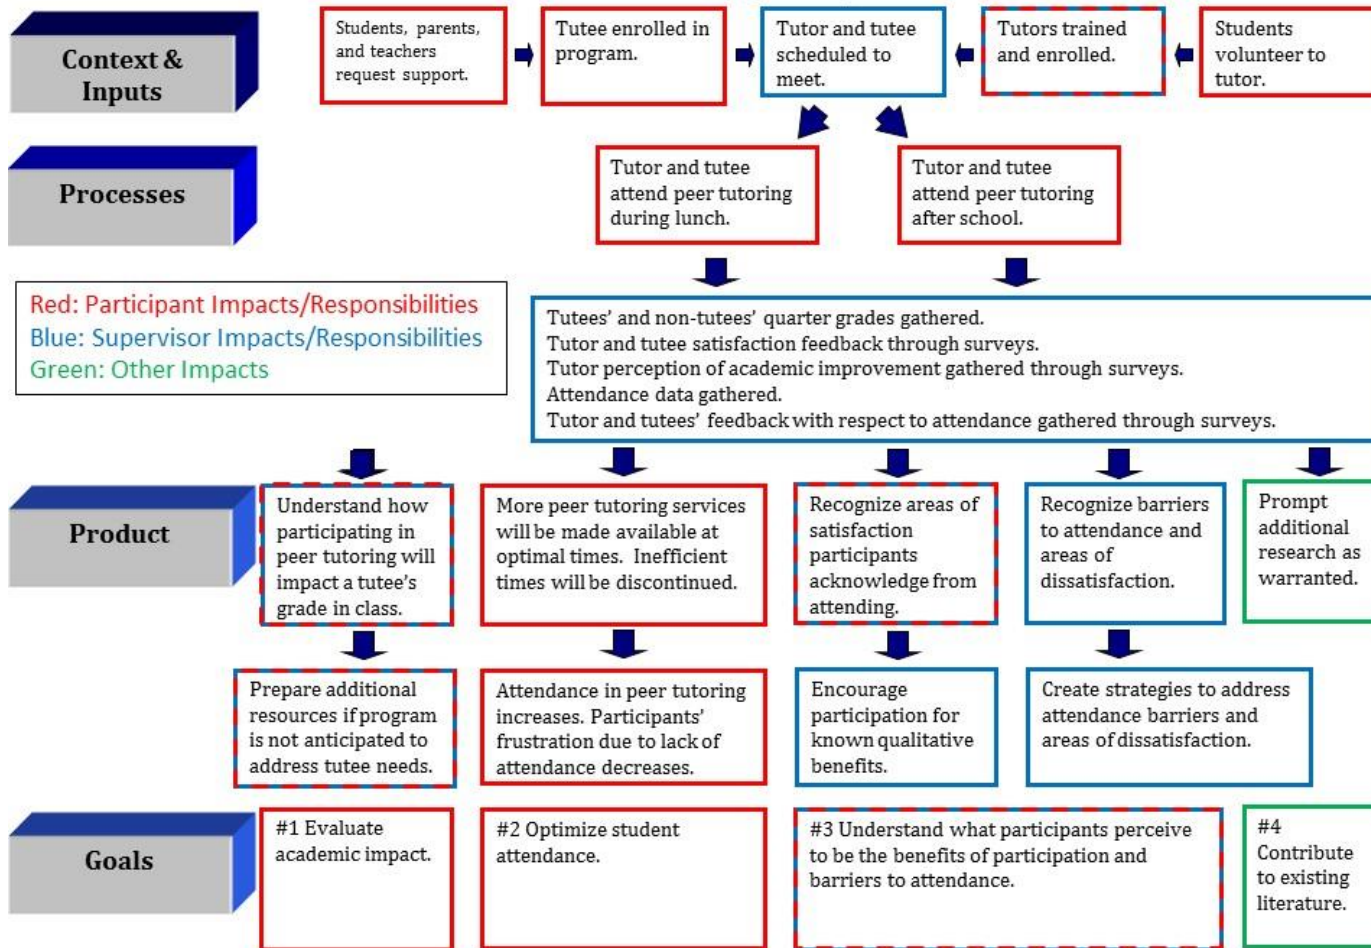 Context &
Inputs
Students, parents,
and teachers
request support.
Tutee enrolled in
program.
Tutor and tutee
scheduled to
meet.
Tutors trained
and enrolled.
Students
volunteer to
tutor.
Processes
Tutor and tutee
attend peer tutoring
during lunch.
Tutor and tutee
attend peer tutoring
after school.
Red: Participant Impacts/Responsibilities
Blue: Supervisor Impacts/Responsibilities
Green: Other Impacts
Tutees' and non-tutees' quarter grades gathered.
Tutor and tutee satisfaction feedback through surveys.
Tutor perception of academic improvement gathered through surveys.
Attendance data gathered.
Tutor and tutees' feedback with respect to attendance gathered through surveys.
Product
Understand how
participating in
peer tutoring will
impact a tutee's
grade in class.
More peer tutoring services
will be made available at
optimal times. Inefficient
times will be discontinued.
Recognize areas of
satisfaction
participants
acknowledge from
attending.
Recognize barriers
to attendance and
areas of
dissatisfaction.
Prompt
additional
research as
warranted.
Prepare additional
resources if program
is not anticipated to
address tutee needs.
Attendance in peer tutoring
increases. Participants'
frustration due to lack of
attendance decreases.
Encourage
participation for
known qualitative
benefits.
Create strategies to address
attendance barriers and
areas of dissatisfaction.
Goals
#1 Evaluate
academic impact.
#2 Optimize student
attendance.
#3 Understand what participants perceive
to be the benefits of participation and
barriers to attendance.
#4
Contribute
to existing
literature.